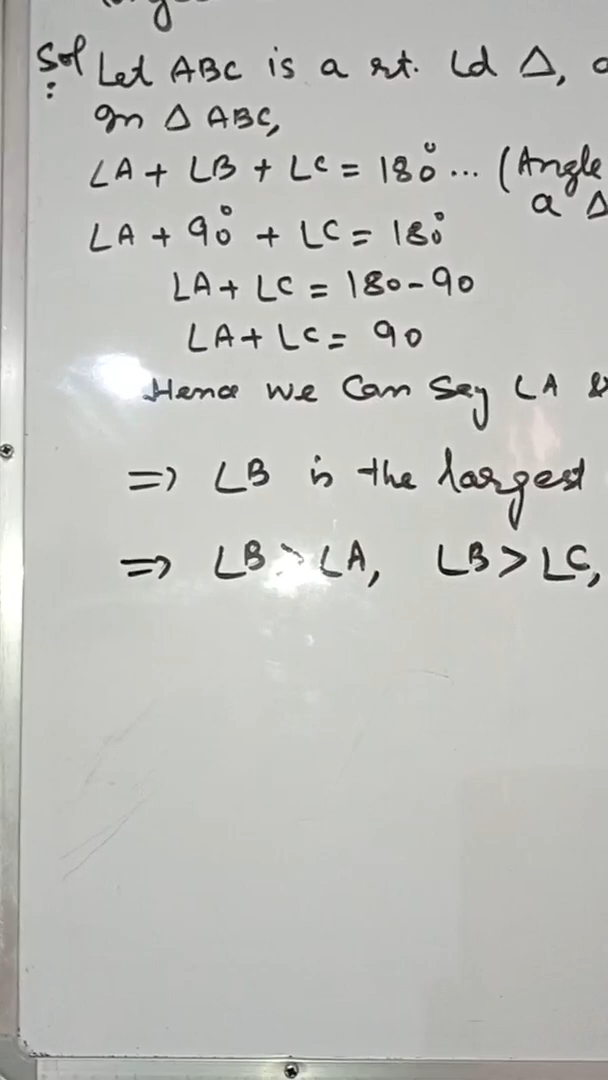 Sol: Let ABC is a rt. ∠d Δ,
In Δ ABC,
∠A + ∠B + ∠C = 180° ... (Angle
a Δ
∠A + 90° + ∠C = 180°
∠A + ∠C = 180-90
∠A + ∠C = 90
Hence we can say ∠A &
=> ∠B is the largest
=> ∠B > ∠A, ∠B > ∠C,